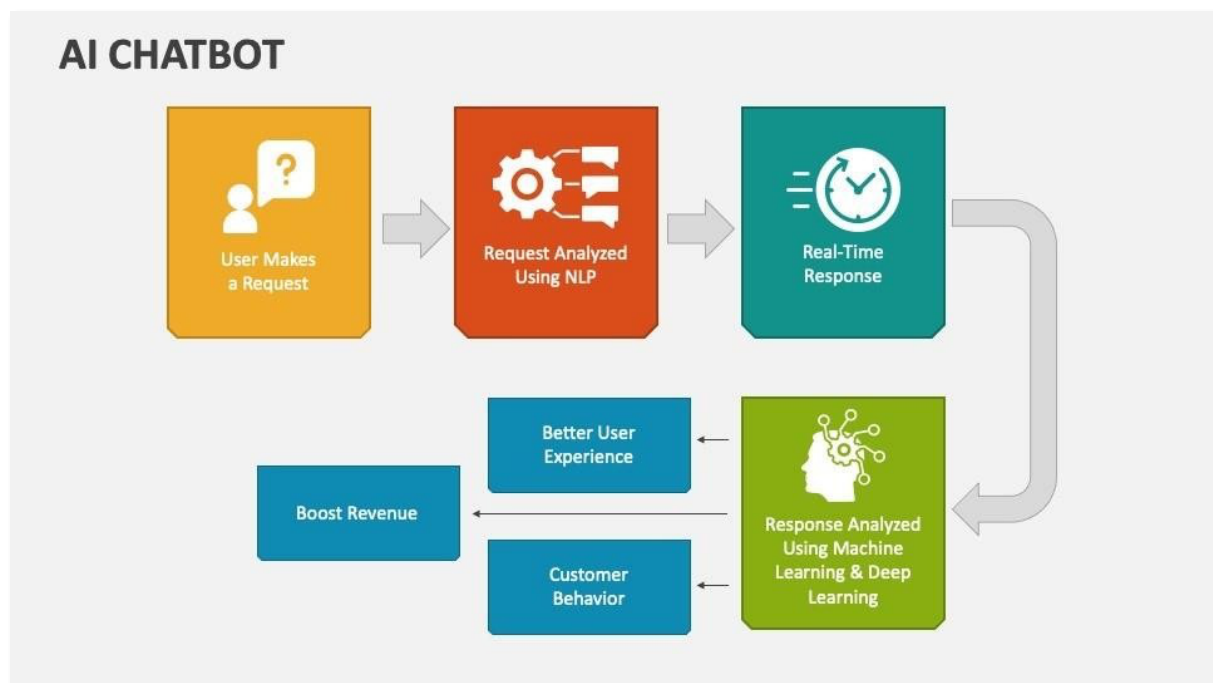 AI CHATBOT
User Makes
a Request
?
Request Analyzed
Using NLP
Real-Time
Response
Better User
Experience
Boost Revenue
Customer
Behavior
Response Analyzed
Using Machine
Learning & Deep
Learning